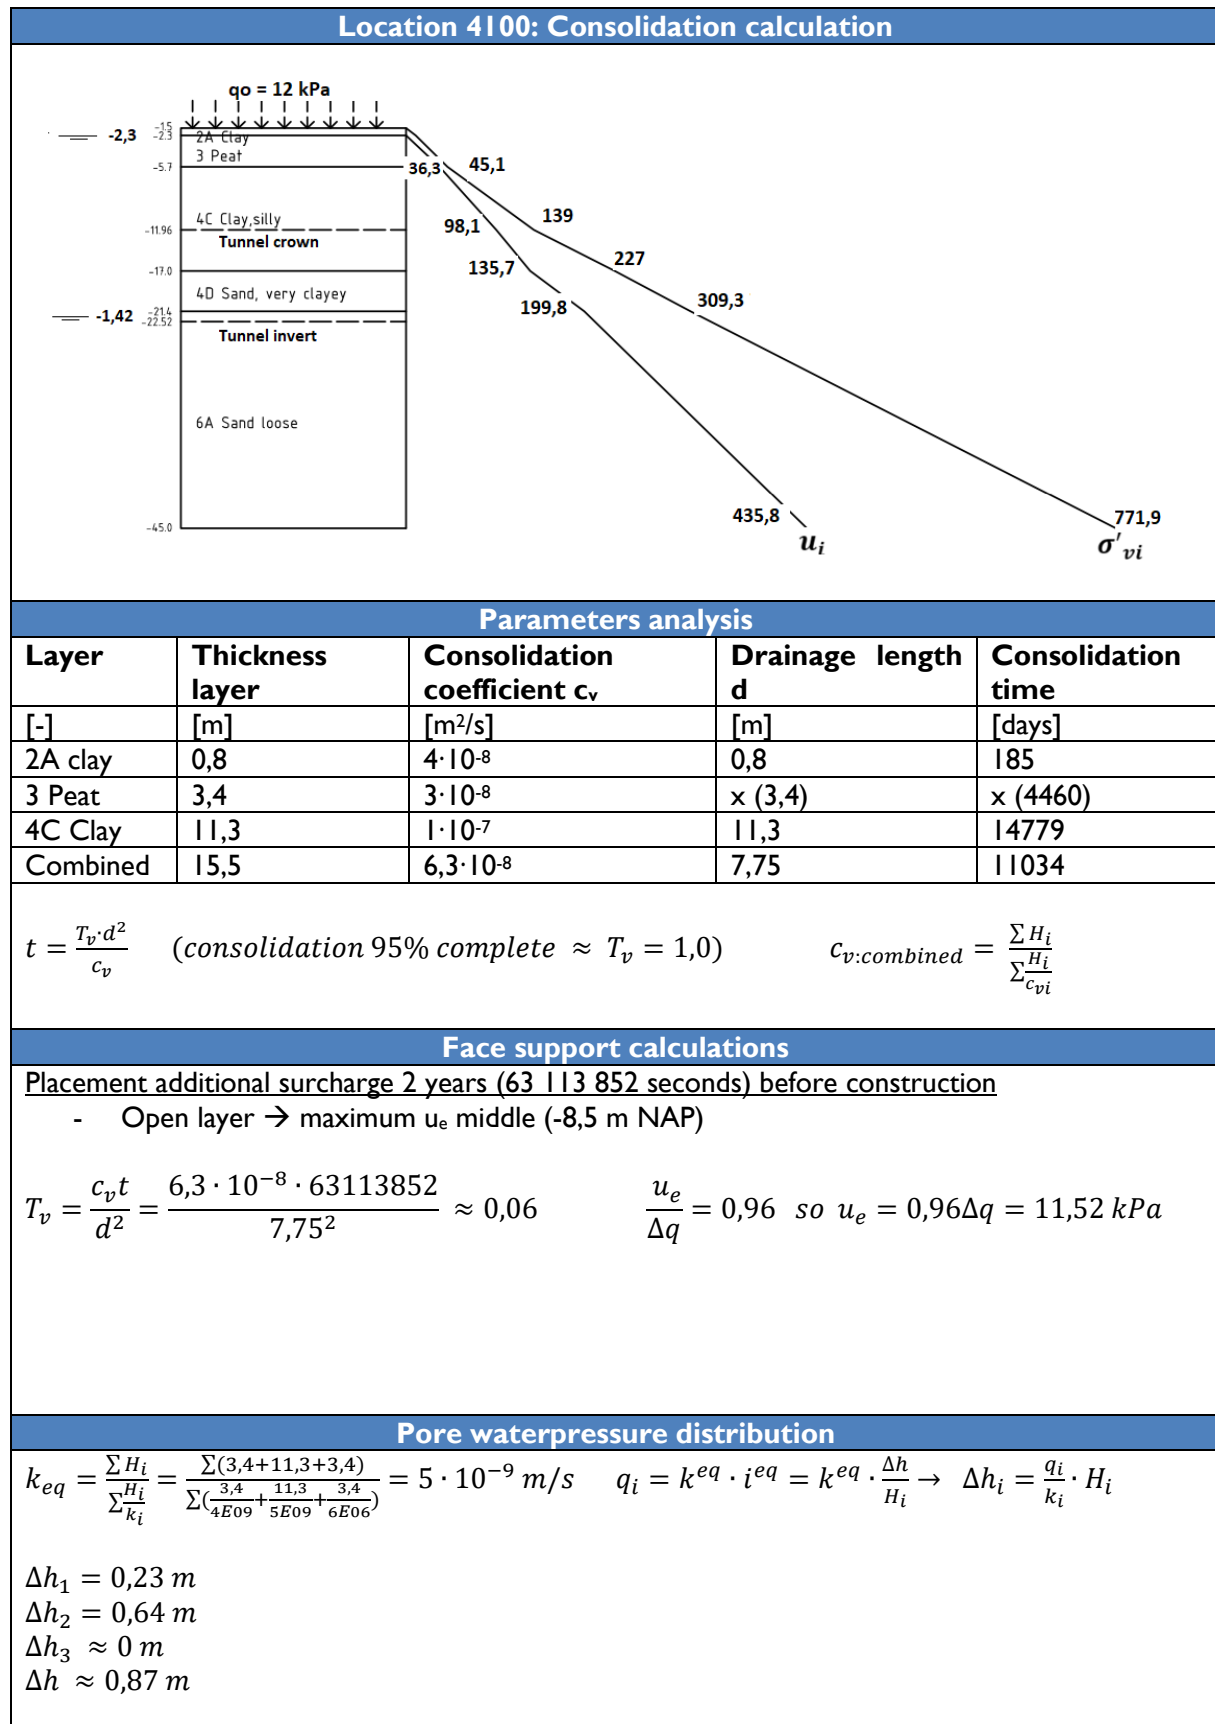 Location 4100: Consolidation calculation
qo = 12 kPa
-2,3
-1.5
-2.3
2A Clay
3 Peat
-5.7
36,3
45,1
4C Clay,silly
-11.96
Tunnel crown
98,1
139
-17.0
135,7
227
4D Sand, very clayey
-1,42
-21.4
-22.52
199,8
309,3
Tunnel invert
6A Sand loose
-45.0
435,8
771,9
u_i
σ'_vi
Parameters analysis
Layer Thickness layer Consolidation coefficient c_v Drainage length d Consolidation time
[-] [m] [m²/s] [m] [days]
2A clay 0,8 4·10⁻⁸ 0,8 185
3 Peat 3,4 3·10⁻⁸ x (3,4) x (4460)
4C Clay 11,3 1·10⁻⁷ 11,3 14779
Combined 15,5 6,3·10⁻⁸ 7,75 11034
t = T_v·d²/c_v (consolidation 95% complete ≈ T_v = 1,0) c_v:combined = ∑H_i / ∑(H_i/c_vi)
Face support calculations
Placement additional surcharge 2 years (63 113 852 seconds) before construction
- Open layer → maximum u_e middle (-8,5 m NAP)
T_v = c_v t/d² = 6,3 · 10⁻⁸ · 63113852 / 7,75² ≈ 0,06 u_e/Δq = 0,96 so u_e = 0,96Δq = 11,52 kPa
Pore waterpressure distribution
k_eq = ∑H_i / ∑(H_i/k_i) = ∑(3,4+11,3+3,4) / ∑(3,4/4E09 + 11,3/5E09 + 3,4/6E06) = 5 · 10⁻⁹ m/s q_i = k^eq · i^eq = k^eq · Δh/H_i → Δh_i = q_i/k_i · H_i
Δh₁ = 0,23 m
Δh₂ = 0,64 m
Δh₃ ≈ 0 m
Δh ≈ 0,87 m